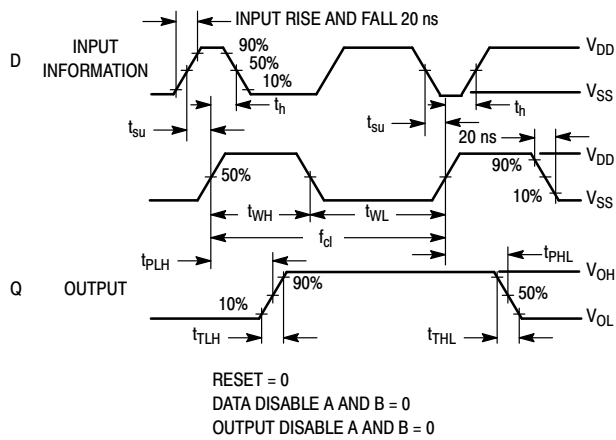 INPUT RISE AND FALL 20 ns
D
INPUT
INFORMATION
90%
50%
10%
V_DD
V_SS
t_h
t_h
t_su
t_su
20 ns
V_DD
90%
50%
10%
V_SS
t_WH
t_WL
f_cl
t_PLH
t_PHL
Q
OUTPUT
90%
V_OH
50%
10%
V_OL
t_TLH
t_THL
RESET = 0
DATA DISABLE A AND B = 0
OUTPUT DISABLE A AND B = 0